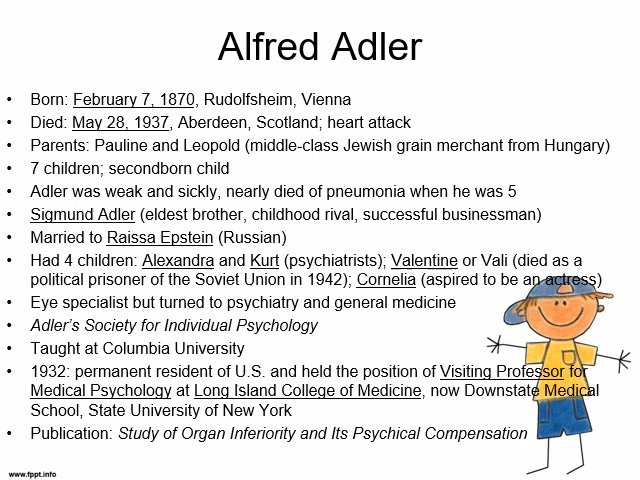 Alfred Adler
• Born: February 7, 1870, Rudolfsheim, Vienna
• Died: May 28, 1937, Aberdeen, Scotland; heart attack
• Parents: Pauline and Leopold (middle-class Jewish grain merchant from Hungary)
• 7 children; secondborn child
• Adler was weak and sickly, nearly died of pneumonia when he was 5
• Sigmund Adler (eldest brother, childhood rival, successful businessman)
• Married to Raissa Epstein (Russian)
• Had 4 children: Alexandra and Kurt (psychiatrists); Valentine or Vali (died as a
political prisoner of the Soviet Union in 1942); Cornelia (aspired to be an actress)
• Eye specialist but turned to psychiatry and general medicine
• Adler's Society for Individual Psychology
• Taught at Columbia University
• 1932: permanent resident of U.S. and held the position of Visiting Professor for
Medical Psychology at Long Island College of Medicine, now Downstate Medical
School, State University of New York
• Publication: Study of Organ Inferiority and Its Psychical Compensation
www.fppt.info